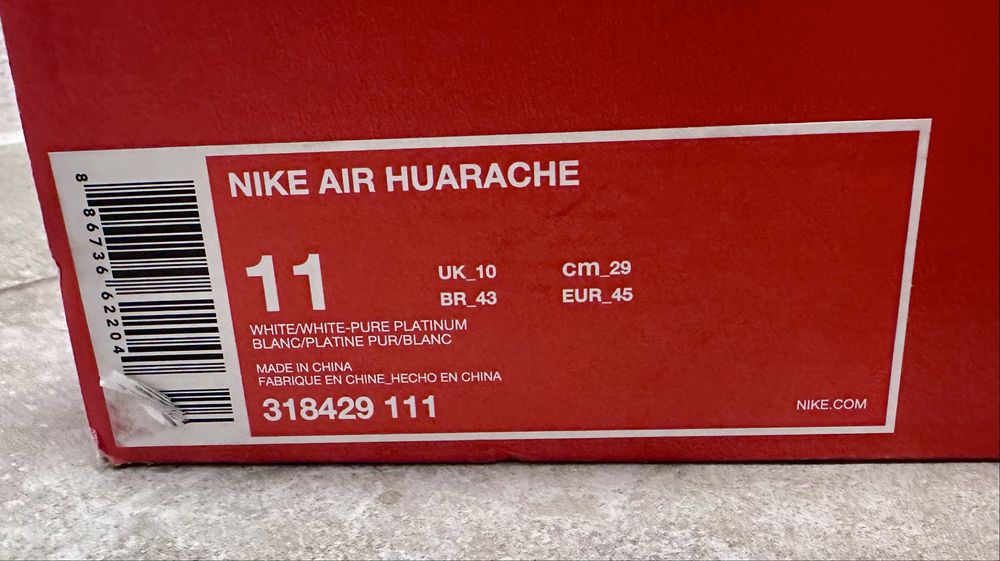 NIKE AIR HUARACHE
11
UK_10 cm_29
BR_43 EUR_45
WHITE/WHITE-PURE PLATINUM
BLANC/PLATINE PUR/BLANC
MADE IN CHINA
FABRIQUE EN CHINE_HECHO EN CHINA
318429 111
NIKE.COM
8 86736 62204